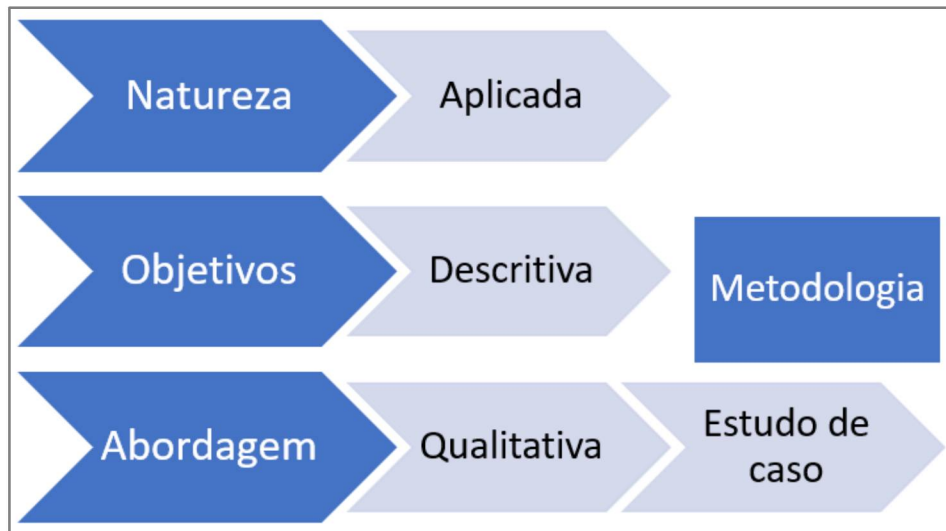 Natureza
Aplicada
Objetivos
Descritiva
Metodologia
Abordagem
Qualitativa
Estudo de
caso